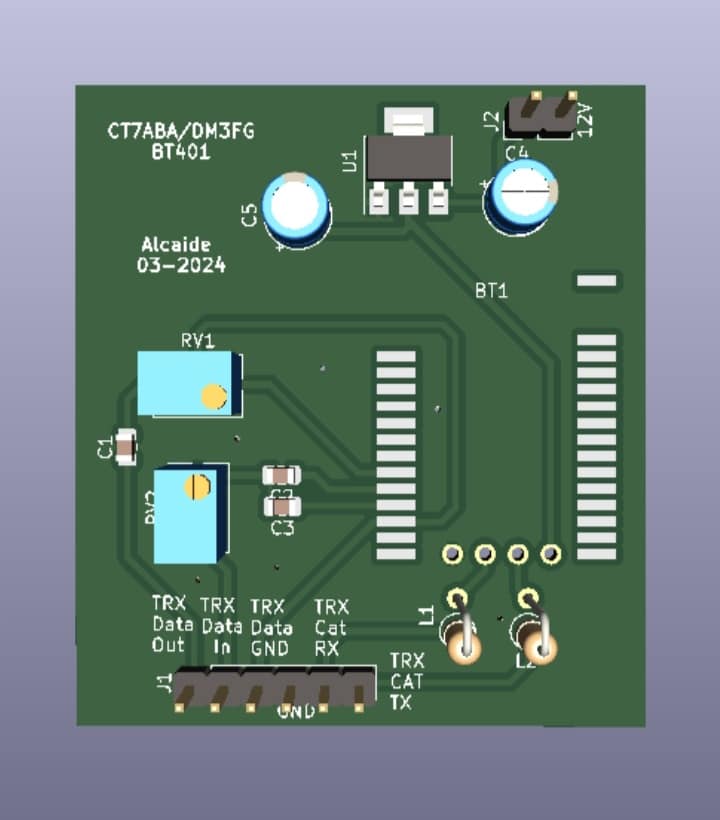 CT7ABA/DM3FG
BT401
J2
12V
C4
U1
C5
Alcaide
03-2024
BT1
RV1
C1
RV2
C3
TRX
Data
Out
TRX
Data
In
TRX
Data
GND
TRX
Cat
RX
L1
L2
TRX
CAT
TX
J1
GND